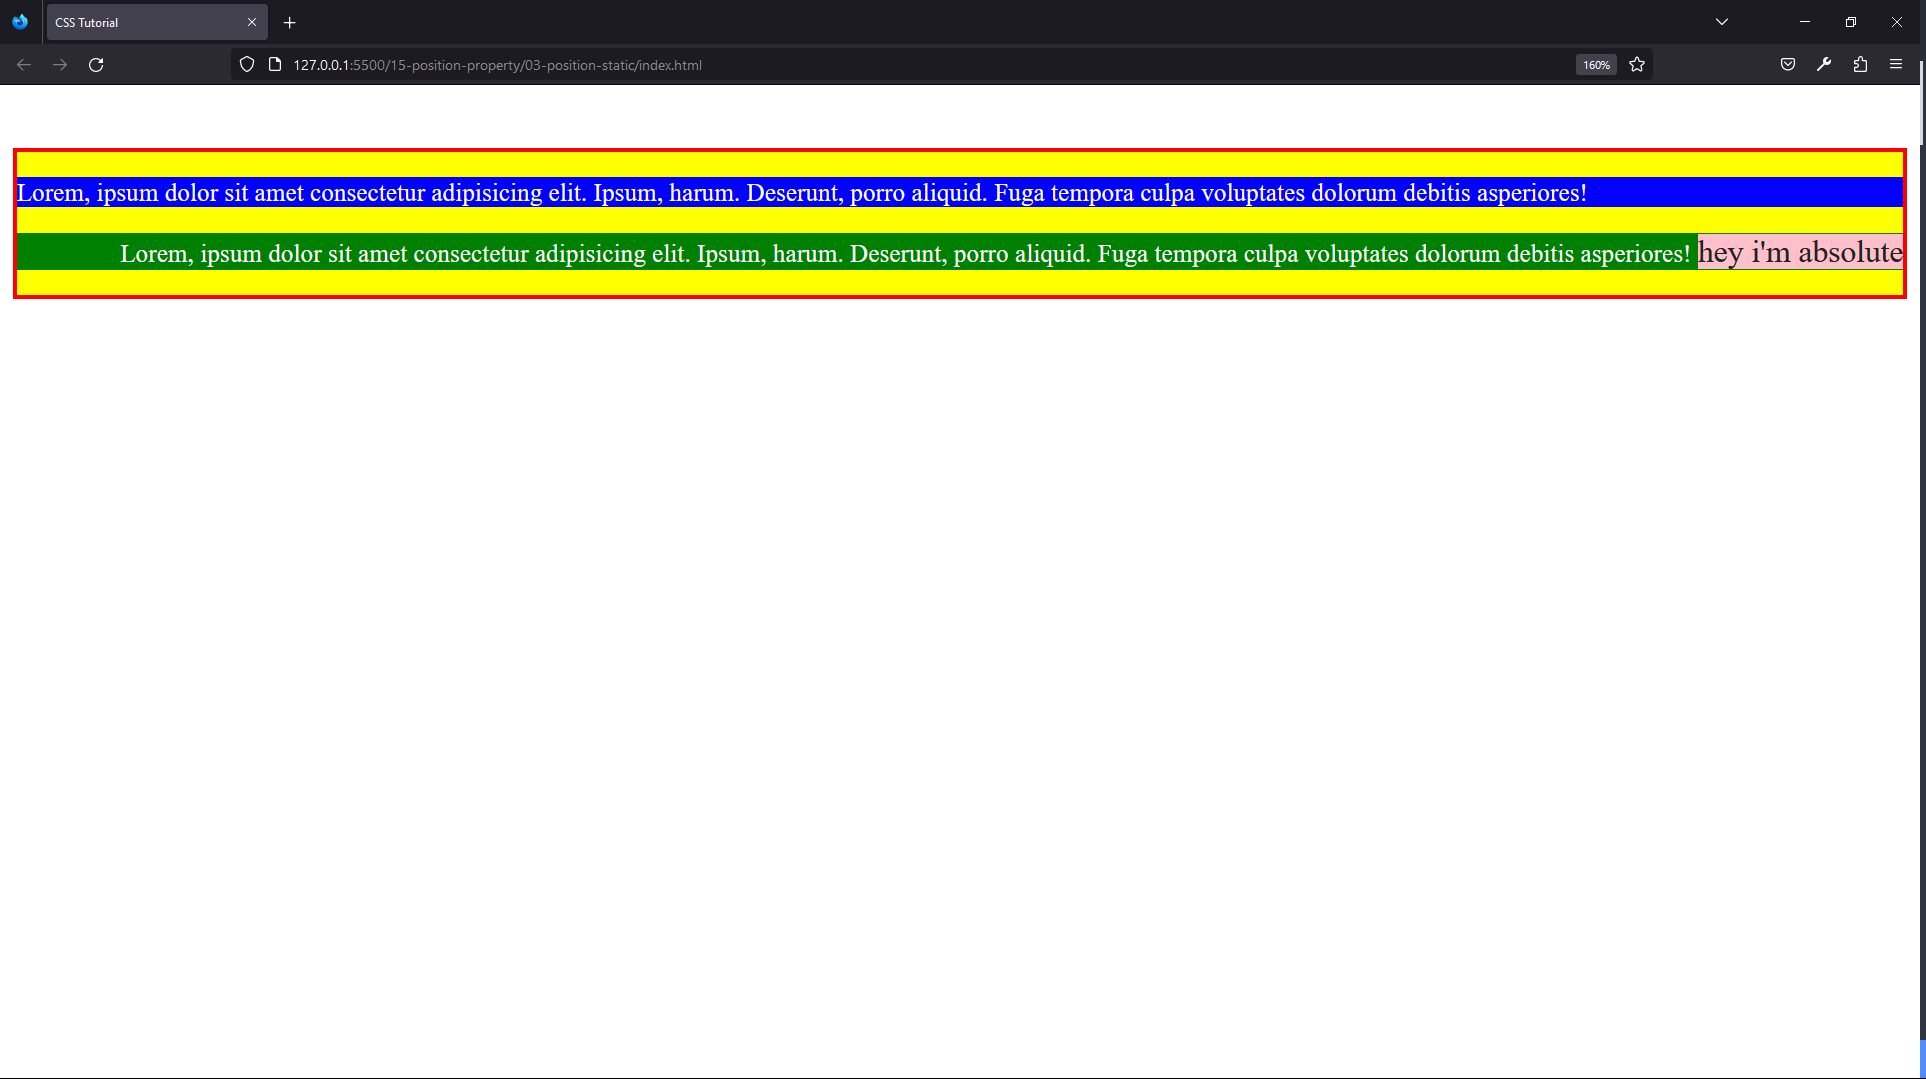 CSS Tutorial
127.0.0.1:5500/15-position-property/03-position-static/index.html
160%
Lorem, ipsum dolor sit amet consectetur adipisicing elit. Ipsum, harum. Deserunt, porro aliquid. Fuga tempora culpa voluptates dolorum debitis asperiores!
Lorem, ipsum dolor sit amet consectetur adipisicing elit. Ipsum, harum. Deserunt, porro aliquid. Fuga tempora culpa voluptates dolorum debitis asperiores! hey i'm absolute